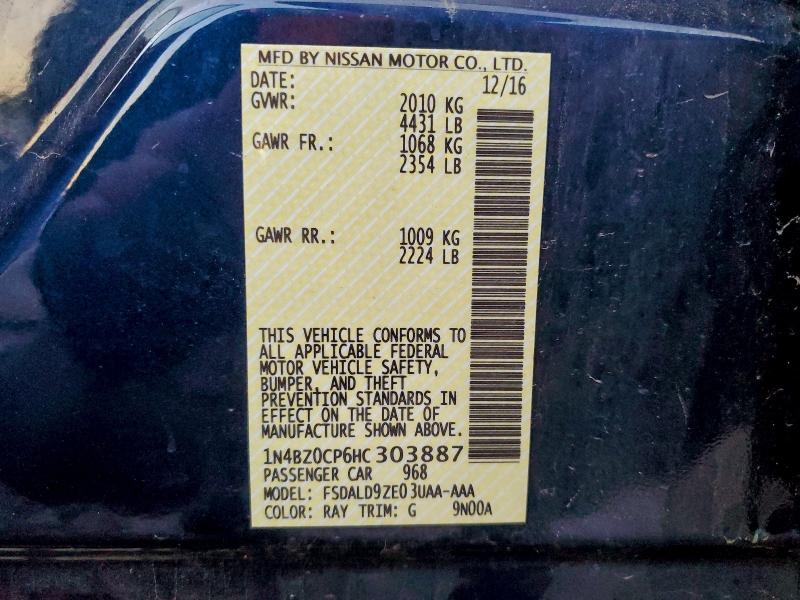 MFD BY NISSAN MOTOR CO., LTD.
DATE: 12/16
GVWR: 2010 KG
4431 LB
GAWR FR.: 1068 KG
2354 LB
GAWR RR.: 1009 KG
2224 LB
THIS VEHICLE CONFORMS TO
ALL APPLICABLE FEDERAL
MOTOR VEHICLE SAFETY,
BUMPER, AND THEFT
PREVENTION STANDARDS IN
EFFECT ON THE DATE OF
MANUFACTURE SHOWN ABOVE.
1N4BZ0CP6HC303887
PASSENGER CAR 968
MODEL: FSDALD9ZE03UAA-AAA
COLOR: RAY TRIM: G 9N00A